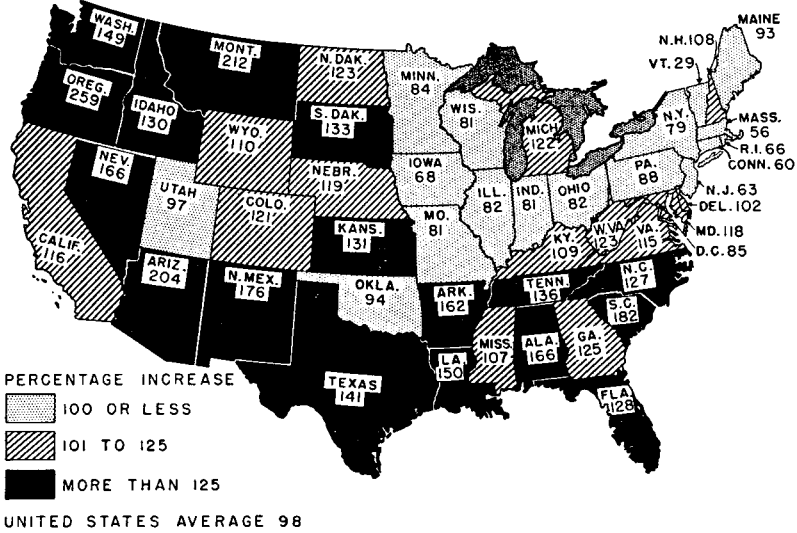 WASH.
149
MONT.
212
N. DAK.
123
MINN.
84
N.H.108
MAINE
93
VT. 29
OREG.
259
IDAHO
130
S. DAK.
133
WIS.
81
MICH.
122
N.Y.
79
MASS.
56
R.I. 66
CONN. 60
WYO.
110
NEV.
166
UTAH
97
COLO.
121
NEBR.
119
IOWA
68
ILL.
82
IND.
81
OHIO
82
PA.
88
N.J. 63
DEL. 102
MD. 118
D.C. 85
CALIF.
116
KANS.
131
MO.
81
KY.
109
W.VA.
123
VA.
115
ARIZ.
204
N. MEX.
176
OKLA.
94
ARK.
162
TENN.
136
N.C.
127
S.C.
182
TEXAS
141
LA.
150
MISS.
107
ALA.
166
GA.
125
FLA.
128
PERCENTAGE INCREASE
100 OR LESS
101 TO 125
MORE THAN 125
UNITED STATES AVERAGE 98